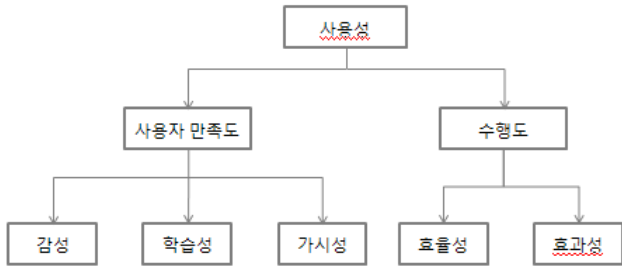 사용성
사용자 만족도
수행도
감성
학습성
가시성
효율성
효과성